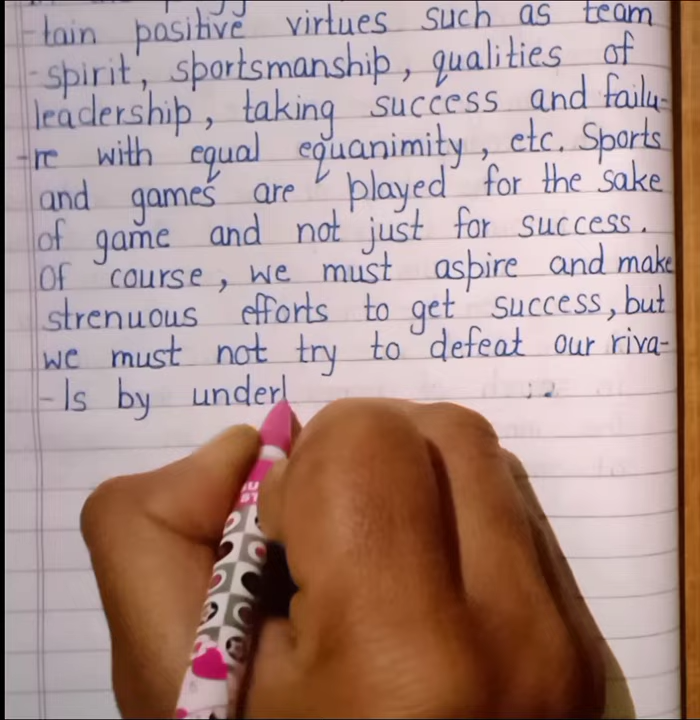 -tain positive virtues such as team
-spirit, sportsmanship, qualities of
leadership, taking success and failu-
-re with equal equanimity, etc. Sports
and games are played for the sake
of game and not just for success.
Of course, we must aspire and make
strenuous efforts to get success, but
we must not try to defeat our riva-
-ls by underl